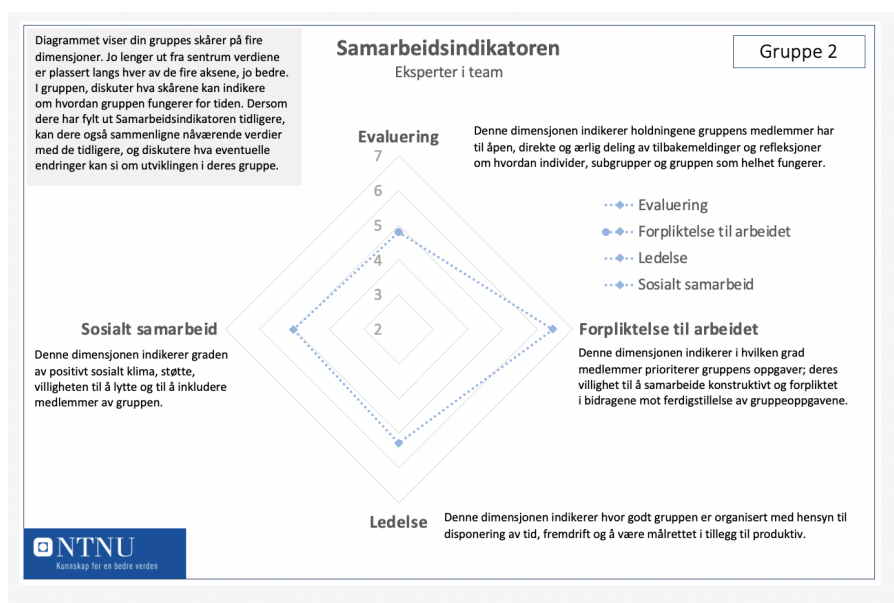 Diagrammet viser din gruppes skårer på fire
dimensjoner. Jo lenger ut fra sentrum verdiene
er plassert langs hver av de fire aksene, jo bedre.
I gruppen, diskuter hva skårene kan indikere
om hvordan gruppen fungerer for tiden. Dersom
dere har fylt ut Samarbeidsindikatoren tidligere,
kan dere også sammenligne nåværende verdier
med de tidligere, og diskutere hva eventuelle
endringer kan si om utviklingen i deres gruppe.
Samarbeidsindikatoren
Eksperter i team
Gruppe 2
Evaluering
Denne dimensjonen indikerer holdningene gruppens medlemmer har
til åpen, direkte og ærlig deling av tilbakemeldinger og refleksjoner
om hvordan individer, subgrupper og gruppen som helhet fungerer.
7
6
5
4
3
2
Evaluering
Forpliktelse til arbeidet
Ledelse
Sosialt samarbeid
Sosialt samarbeid
Denne dimensjonen indikerer graden
av positivt sosialt klima, støtte,
villigheten til å lytte og til å inkludere
medlemmer av gruppen.
Forpliktelse til arbeidet
Denne dimensjonen indikerer i hvilken grad
medlemmer prioriterer gruppens oppgaver; deres
villighet til å samarbeide konstruktivt og forpliktet
i bidragene mot ferdigstillelse av gruppeoppgavene.
Ledelse
Denne dimensjonen indikerer hvor godt gruppen er organisert med hensyn til
disponering av tid, fremdrift og å være målrettet i tillegg til produktiv.
NTNU
Kunnskap for en bedre verden